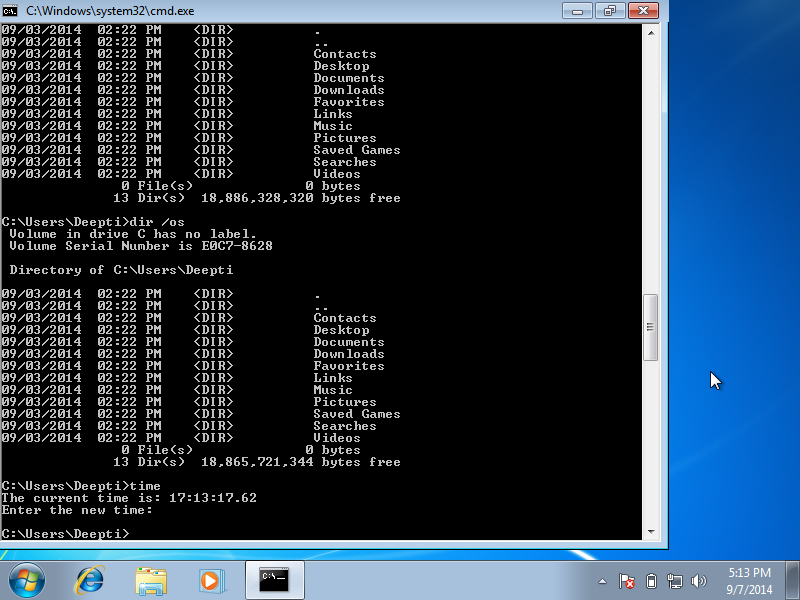 C:\Windows\system32\cmd.exe
09/03/2014  02:22 PM    <DIR>          .
09/03/2014  02:22 PM    <DIR>          ..
09/03/2014  02:22 PM    <DIR>          Contacts
09/03/2014  02:22 PM    <DIR>          Desktop
09/03/2014  02:22 PM    <DIR>          Documents
09/03/2014  02:22 PM    <DIR>          Downloads
09/03/2014  02:22 PM    <DIR>          Favorites
09/03/2014  02:22 PM    <DIR>          Links
09/03/2014  02:22 PM    <DIR>          Music
09/03/2014  02:22 PM    <DIR>          Pictures
09/03/2014  02:22 PM    <DIR>          Saved Games
09/03/2014  02:22 PM    <DIR>          Searches
09/03/2014  02:22 PM    <DIR>          Videos
0 File(s)              0 bytes
13 Dir(s)  18,886,328,320 bytes free
C:\Users\Deepti>dir /os
Volume in drive C has no label.
Volume Serial Number is E0C7-8628
Directory of C:\Users\Deepti
09/03/2014  02:22 PM    <DIR>          .
09/03/2014  02:22 PM    <DIR>          ..
09/03/2014  02:22 PM    <DIR>          Contacts
09/03/2014  02:22 PM    <DIR>          Desktop
09/03/2014  02:22 PM    <DIR>          Documents
09/03/2014  02:22 PM    <DIR>          Downloads
09/03/2014  02:22 PM    <DIR>          Favorites
09/03/2014  02:22 PM    <DIR>          Links
09/03/2014  02:22 PM    <DIR>          Music
09/03/2014  02:22 PM    <DIR>          Pictures
09/03/2014  02:22 PM    <DIR>          Saved Games
09/03/2014  02:22 PM    <DIR>          Searches
09/03/2014  02:22 PM    <DIR>          Videos
0 File(s)              0 bytes
13 Dir(s)  18,865,721,344 bytes free
C:\Users\Deepti>time
The current time is: 17:13:17.62
Enter the new time:
C:\Users\Deepti>
5:13 PM
9/7/2014